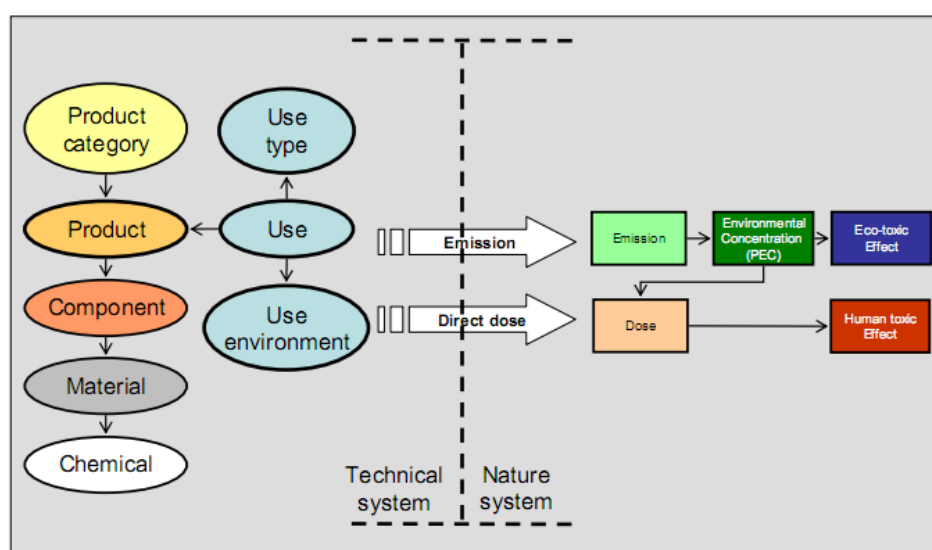 Product
category
Use
type
Product
Use
Component
Use
environment
Material
Chemical
Emission
Direct dose
Technical
system
Nature
system
Emission
Environmental
Concentration
(PEC)
Eco-toxic
Effect
Dose
Human toxic
Effect